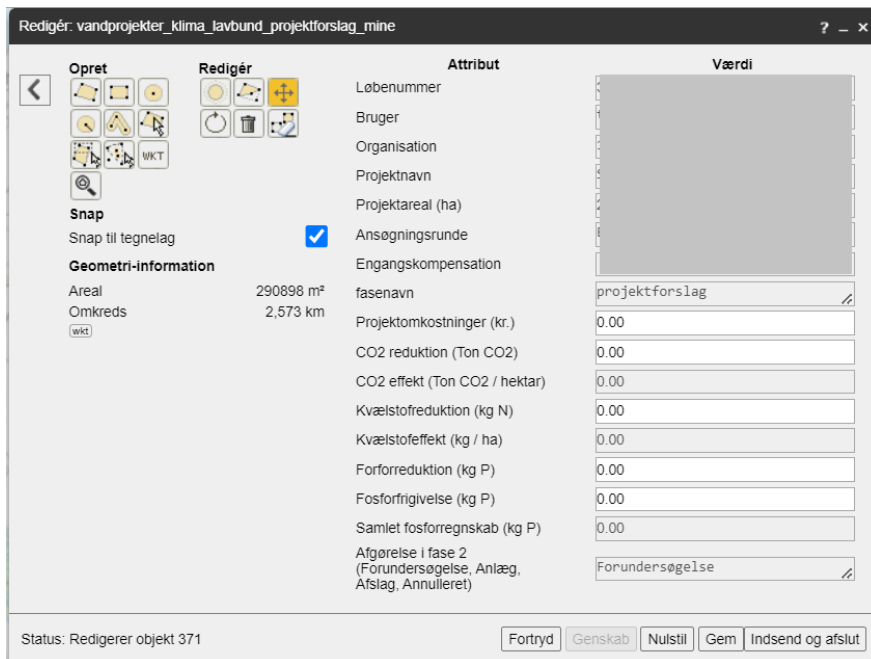 Redigér: vandprojekter_klima_lavbund_projektforslag_mine
? _ ×
Opret
Redigér
WKT
Snap
Snap til tegnelag
Geometri-information
Areal 290898 m²
Omkreds 2,573 km
wkt
Attribut Værdi
Løbenummer
Bruger
Organisation
Projektnavn
Projektareal (ha)
Ansøgningsrunde
Engangskompensation
fasenavn projektforslag
Projektomkostninger (kr.) 0.00
CO2 reduktion (Ton CO2) 0.00
CO2 effekt (Ton CO2 / hektar) 0.00
Kvælstofreduktion (kg N) 0.00
Kvælstofeffekt (kg / ha) 0.00
Forforreduktion (kg P) 0.00
Fosforfrigivelse (kg P) 0.00
Samlet fosforregnskab (kg P) 0.00
Afgørelse i fase 2
(Forundersøgelse, Anlæg, Forundersøgelse
Afslag, Annulleret)
Status: Redigerer objekt 371
Fortryd Genskab Nulstil Gem Indsend og afslut